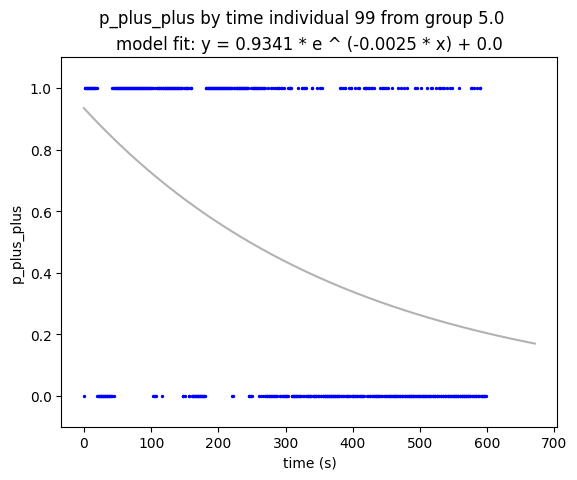 p_plus_plus by time individual 99 from group 5.0
model fit: y = 0.9341 * e ^ (-0.0025 * x) + 0.0
1.0
0.8
0.6
0.4
0.2
0.0
p_plus_plus
0 100 200 300 400 500 600 700
time (s)